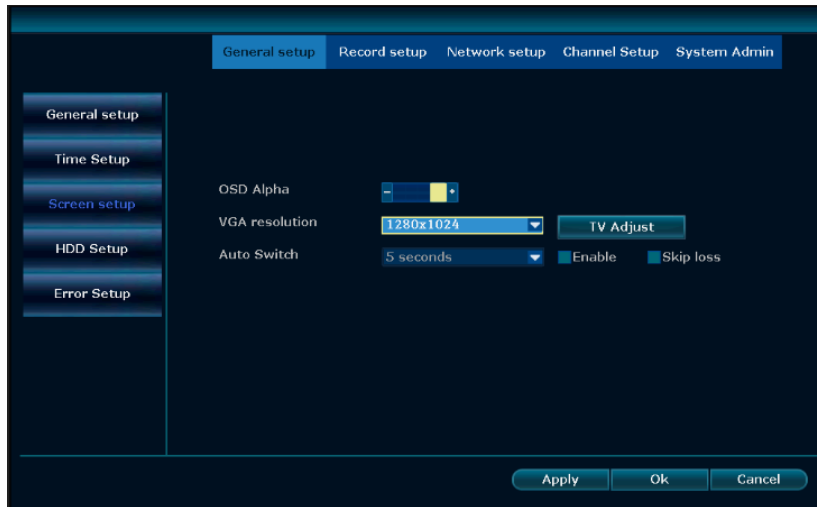 General setup Record setup Network setup Channel Setup System Admin
General setup
Time Setup
Screen setup
HDD Setup
Error Setup
OSD Alpha - +
VGA resolution 1280x1024 TV Adjust
Auto Switch 5 seconds Enable Skip loss
Apply Ok Cancel